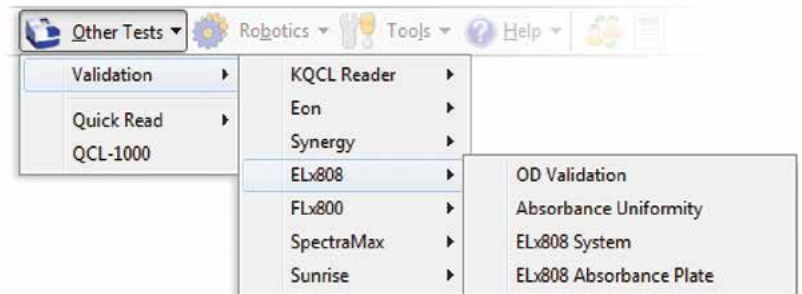 Other Tests Robotics Tools Help
Validation
Quick Read
QCL-1000
KQCL Reader
Eon
Synergy
ELx808
FLx800
SpectraMax
Sunrise
OD Validation
Absorbance Uniformity
ELx808 System
ELx808 Absorbance Plate